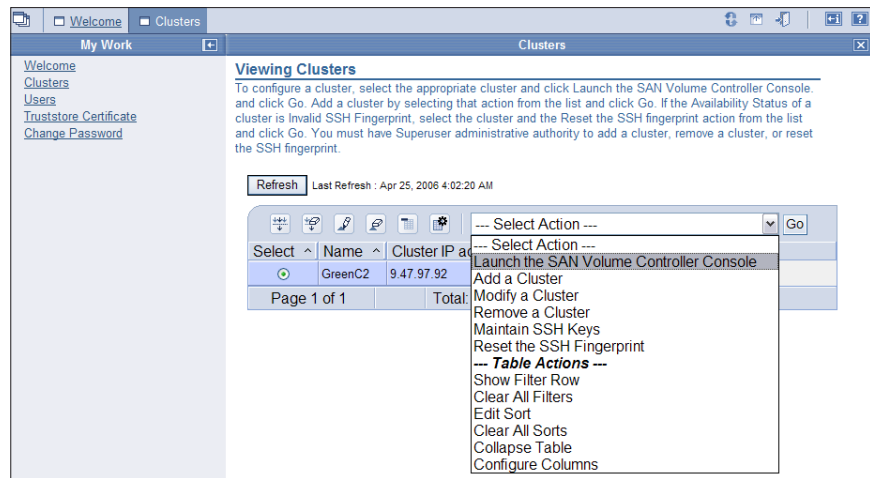 Welcome
Clusters
My Work
Clusters
Welcome
Clusters
Users
Truststore Certificate
Change Password
Viewing Clusters
To configure a cluster, select the appropriate cluster and click Launch the SAN Volume Controller Console.
and click Go. Add a cluster by selecting that action from the list and click Go. If the Availability Status of a
cluster is Invalid SSH Fingerprint, select the cluster and the Reset the SSH fingerprint action from the list
and click Go. You must have Superuser administrative authority to add a cluster, remove a cluster, or reset
the SSH fingerprint.
Refresh Last Refresh : Apr 25, 2006 4:02:20 AM
--- Select Action --- Go
Select Name Cluster IP ad
GreenC2 9.47.97.92
Page 1 of 1 Total:
--- Select Action ---
Launch the SAN Volume Controller Console
Add a Cluster
Modify a Cluster
Remove a Cluster
Maintain SSH Keys
Reset the SSH Fingerprint
--- Table Actions ---
Show Filter Row
Clear All Filters
Edit Sort
Clear All Sorts
Collapse Table
Configure Columns